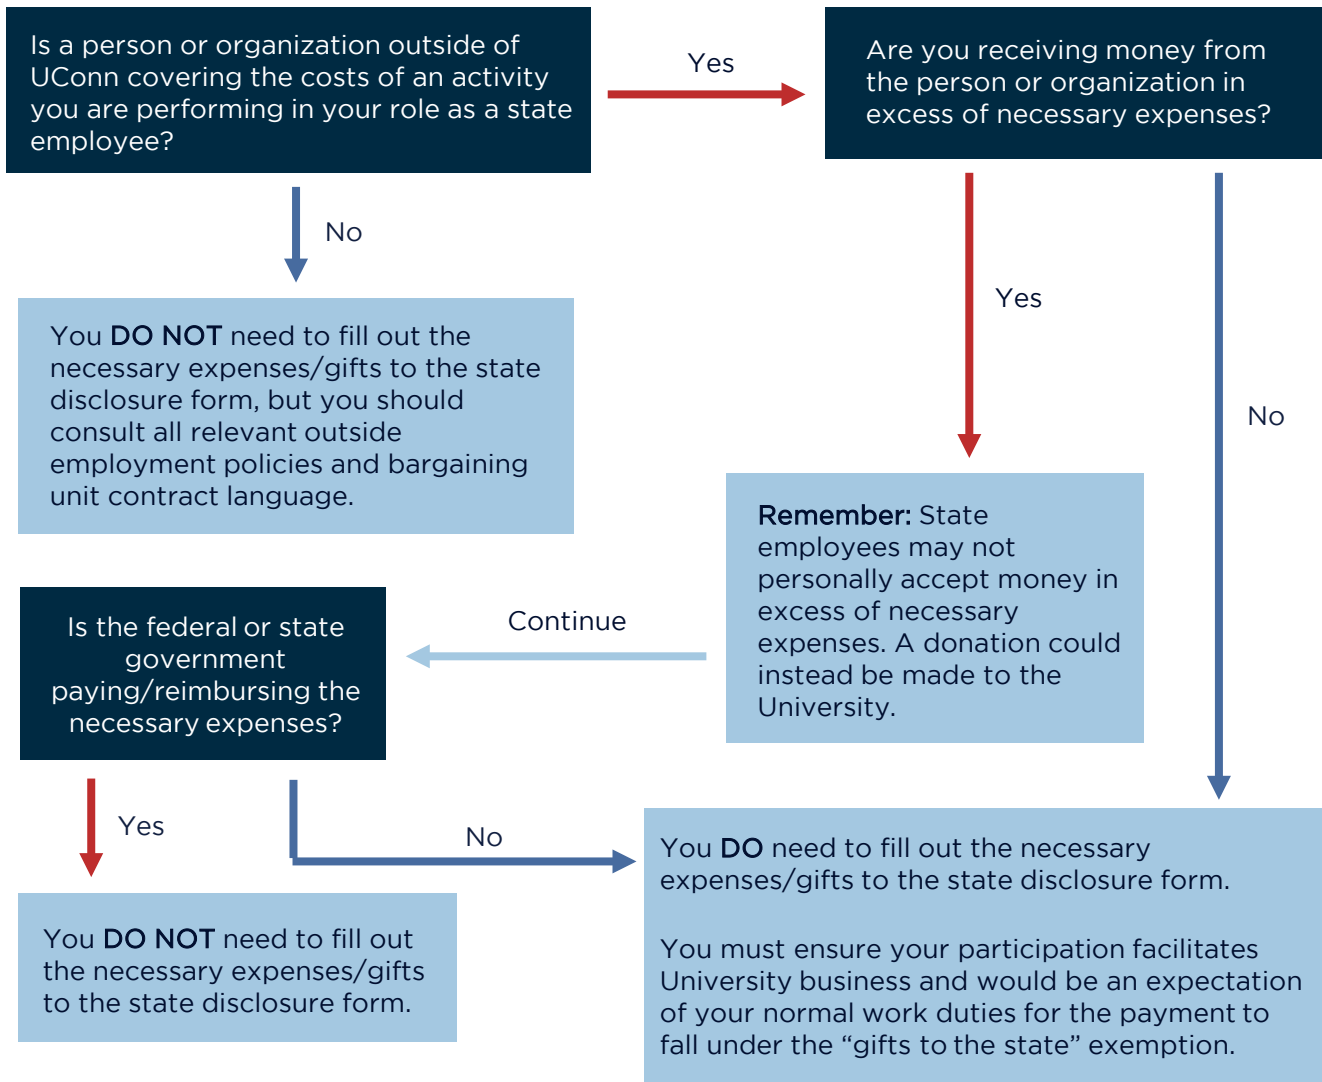 Is a person or organization outside of
UConn covering the costs of an activity
you are performing in your role as a state
employee?
Yes
Are you receiving money from
the person or organization in
excess of necessary expenses?
No
You DO NOT need to fill out the
necessary expenses/gifts to the state
disclosure form, but you should
consult all relevant outside
employment policies and bargaining
unit contract language.
Yes
No
Remember: State
employees may not
personally accept money in
excess of necessary
expenses. A donation could
instead be made to the
University.
Continue
Is the federal or state
government
paying/reimbursing the
necessary expenses?
Yes
No
You DO NOT need to fill out
the necessary expenses/gifts
to the state disclosure form.
You DO need to fill out the necessary
expenses/gifts to the state disclosure form.
You must ensure your participation facilitates
University business and would be an expectation
of your normal work duties for the payment to
fall under the “gifts to the state” exemption.